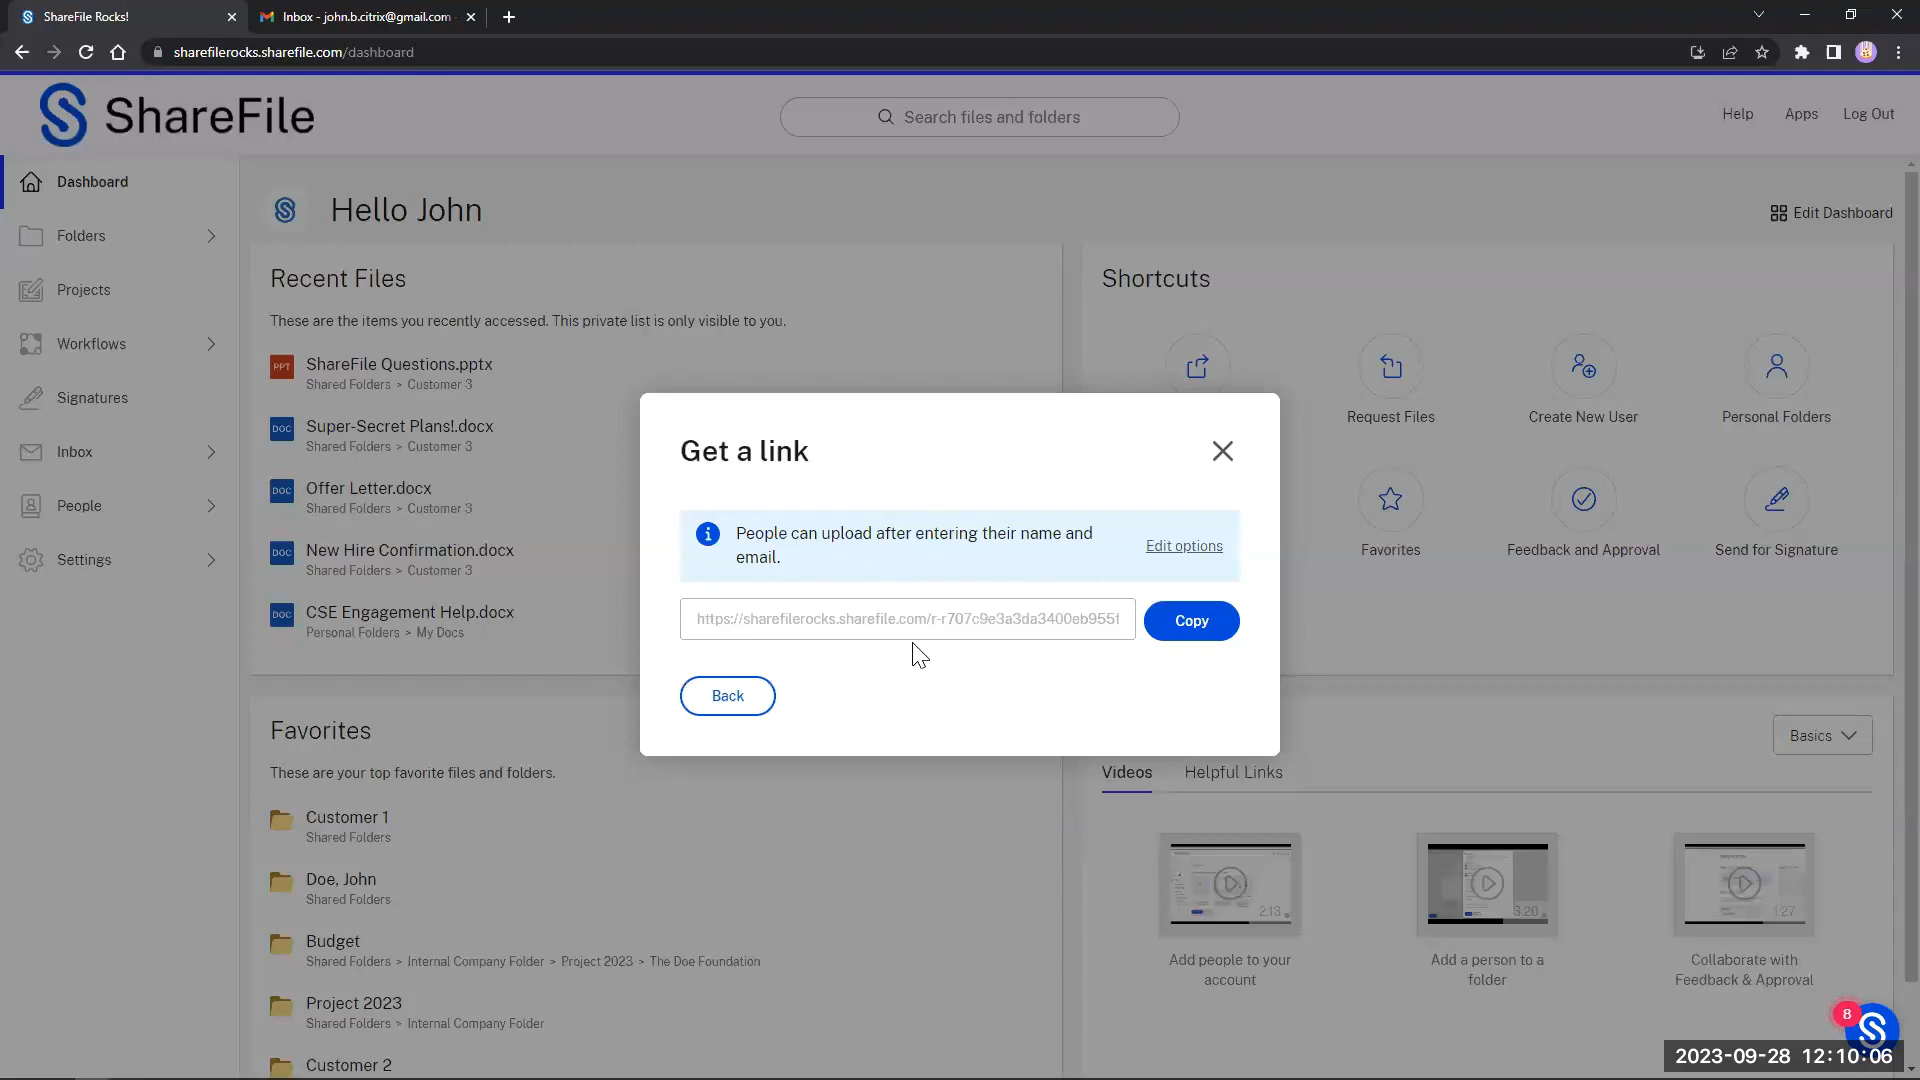 ShareFile Rocks!
Inbox - john.b.citrix@gmail.com
sharefilerocks.sharefile.com/dashboard
ShareFile
Search files and folders
Help
Apps
Log Out
Dashboard
Folders
Projects
Workflows
Signatures
Inbox
People
Settings
Hello John
Edit Dashboard
Recent Files
These are the items you recently accessed. This private list is only visible to you.
PPT
ShareFile Questions.pptx
Shared Folders > Customer 3
DOC
Super-Secret Plans!.docx
Shared Folders > Customer 3
DOC
Offer Letter.docx
Shared Folders > Customer 3
DOC
New Hire Confirmation.docx
Shared Folders > Customer 3
DOC
CSE Engagement Help.docx
Personal Folders > My Docs
Shortcuts
Request Files
Create New User
Personal Folders
Favorites
Feedback and Approval
Send for Signature
Get a link
People can upload after entering their name and
email.
Edit options
https://sharefilerocks.sharefile.com/r-r707c9e3a3da3400eb955f
Copy
Back
Favorites
These are your top favorite files and folders.
Customer 1
Shared Folders
Doe, John
Shared Folders
Budget
Shared Folders > Internal Company Folder > Project 2023 > The Doe Foundation
Project 2023
Shared Folders > Internal Company Folder
Customer 2
Basics
Videos
Helpful Links
2:13
3:20
1:27
Add people to your
account
Add a person to a
folder
Collaborate with
Feedback & Approval
8
2023-09-28 12:10:06